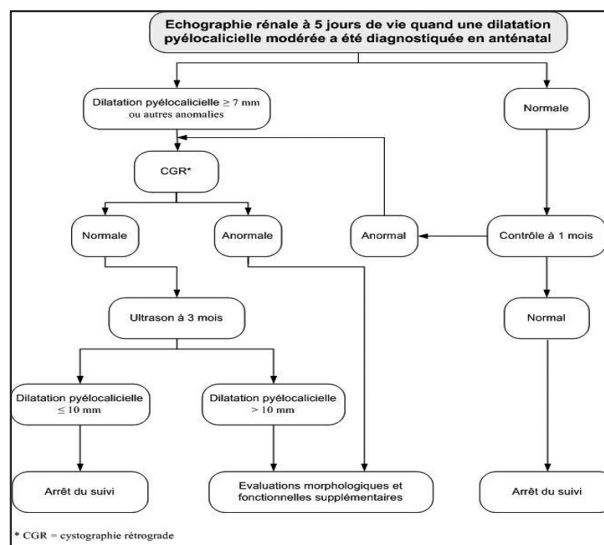 Echographie rénale à 5 jours de vie quand une dilatation
pyélocalicielle modérée a été diagnostiquée en anténatal
Dilatation pyélocalicielle ≥ 7 mm
ou autres anomalies
Normale
CGR*
Normale
Anormale
Anormal
Contrôle à 1 mois
Ultrason à 3 mois
Normal
Dilatation pyélocalicielle
≤ 10 mm
Dilatation pyélocalicielle
> 10 mm
Arrêt du suivi
Evaluations morphologiques et
fonctionnelles supplémentaires
Arrêt du suivi
* CGR = cystographie rétrograde